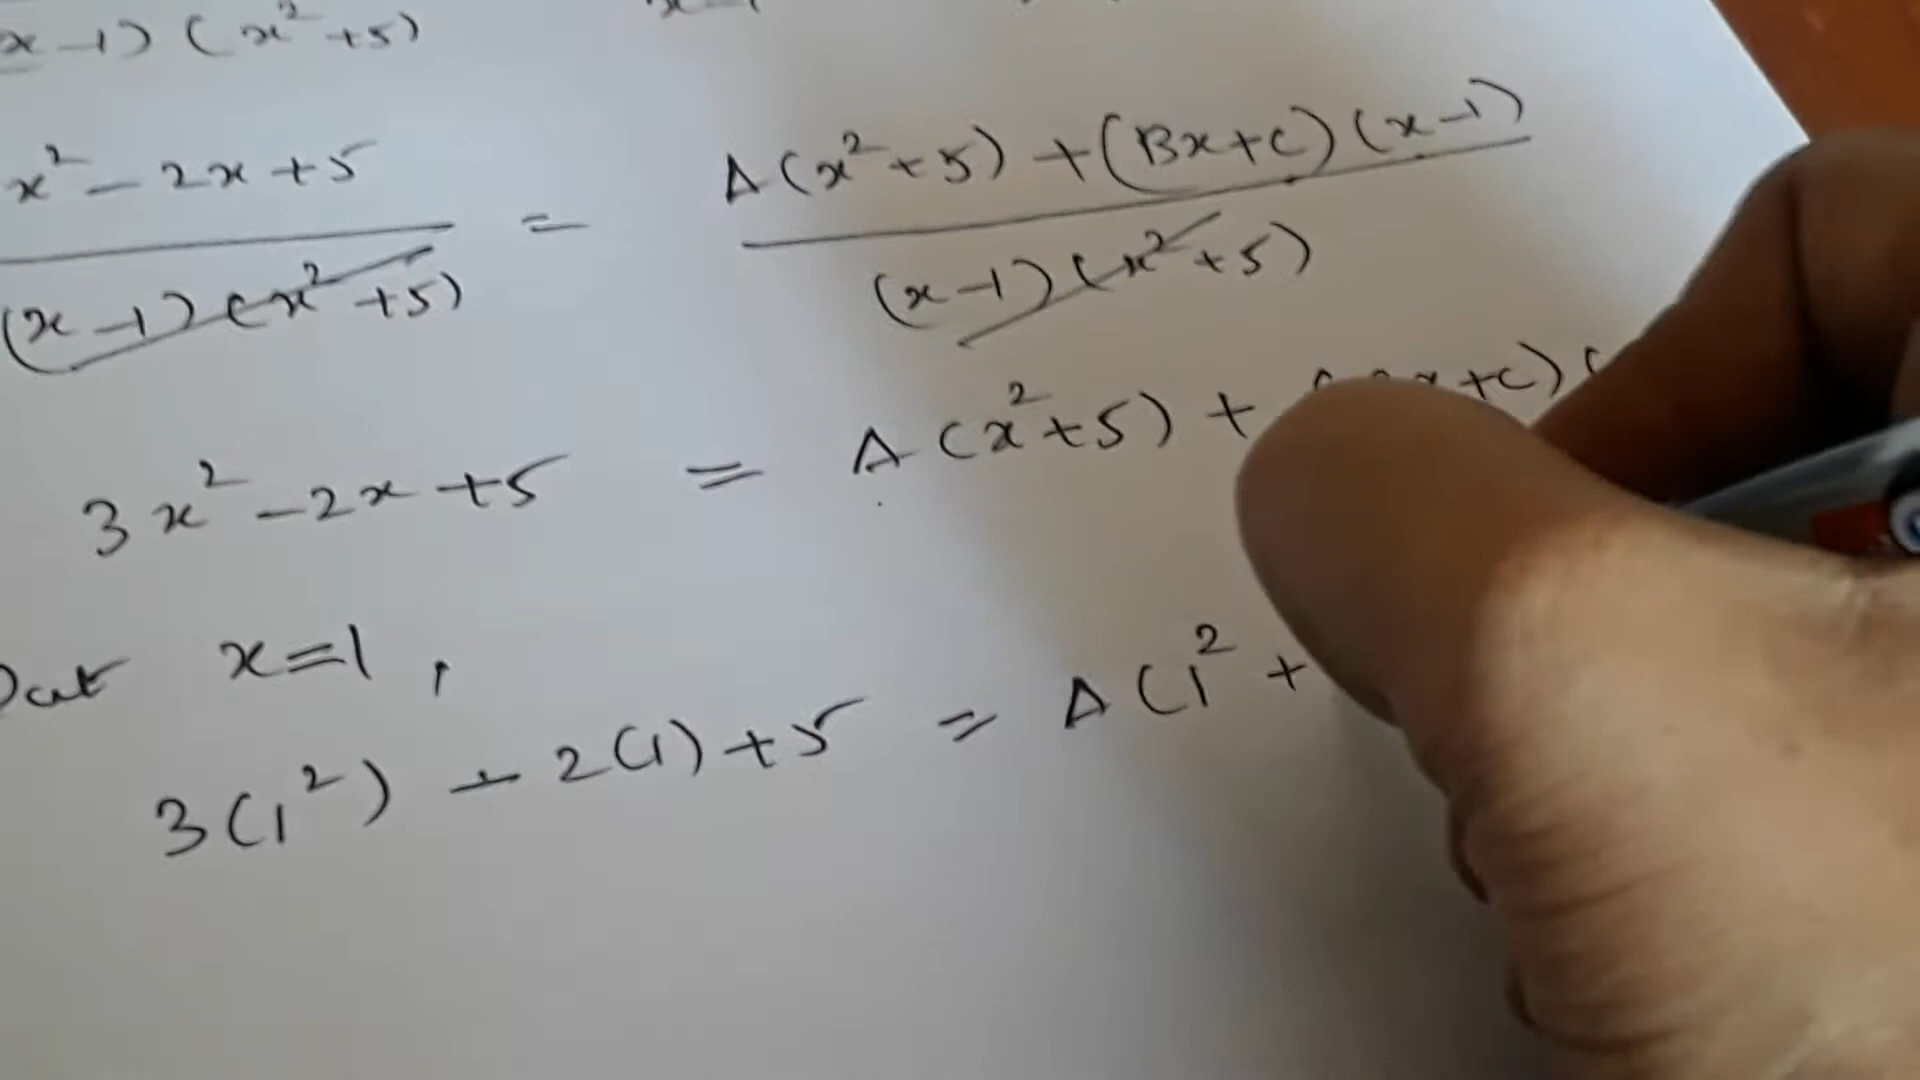 x - 1) (x² + 5)
x² - 2x + 5 = A(x² + 5) + (Bx + C)(x - 1)
(x - 1)(x² + 5) (x - 1)(x² + 5)
3x² - 2x + 5 = A(x² + 5) + x + C)(
Put x = 1,
3(1²) - 2(1) + 5 = A(1² +